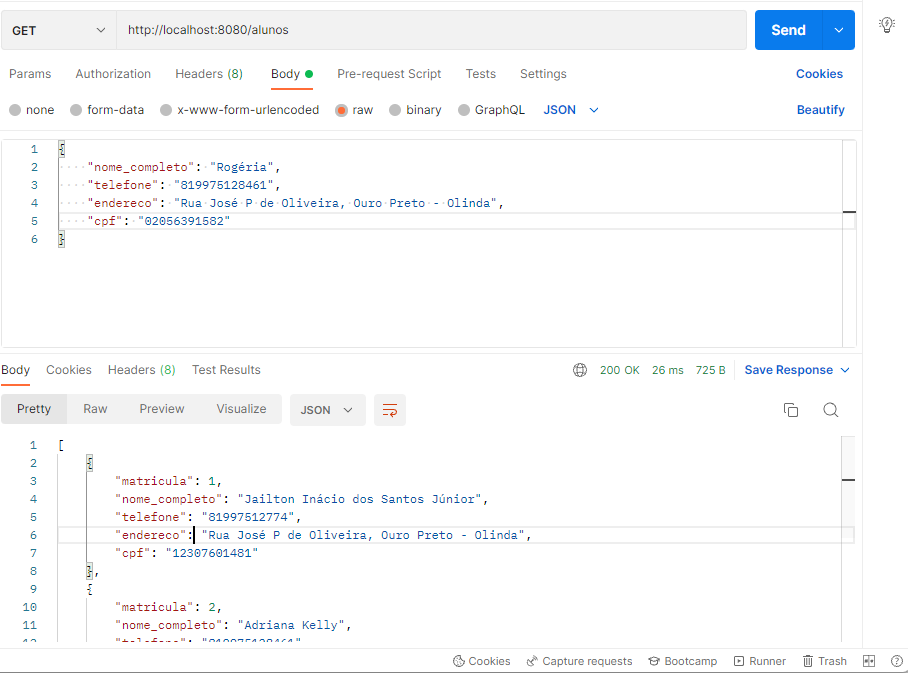 GET http://localhost:8080/alunos Send
Params Authorization Headers (8) Body Pre-request Script Tests Settings Cookies
none form-data x-www-form-urlencoded raw binary GraphQL JSON Beautify
1 {
2 "nome_completo": "Rogéria",
3 "telefone": "819975128461",
4 "endereco": "Rua José P de Oliveira, Ouro Preto - Olinda",
5 "cpf": "02056391582"
6 }
Body Cookies Headers (8) Test Results 200 OK 26 ms 725 B Save Response
Pretty Raw Preview Visualize JSON
1 [
2 {
3 "matricula": 1,
4 "nome_completo": "Jailton Inácio dos Santos Júnior",
5 "telefone": "81997512774",
6 "endereco": "Rua José P de Oliveira, Ouro Preto - Olinda",
7 "cpf": "12307601481"
8 },
9 {
10 "matricula": 2,
11 "nome_completo": "Adriana Kelly",
12 "telefone": "819975128461"
Cookies Capture requests Bootcamp Runner Trash